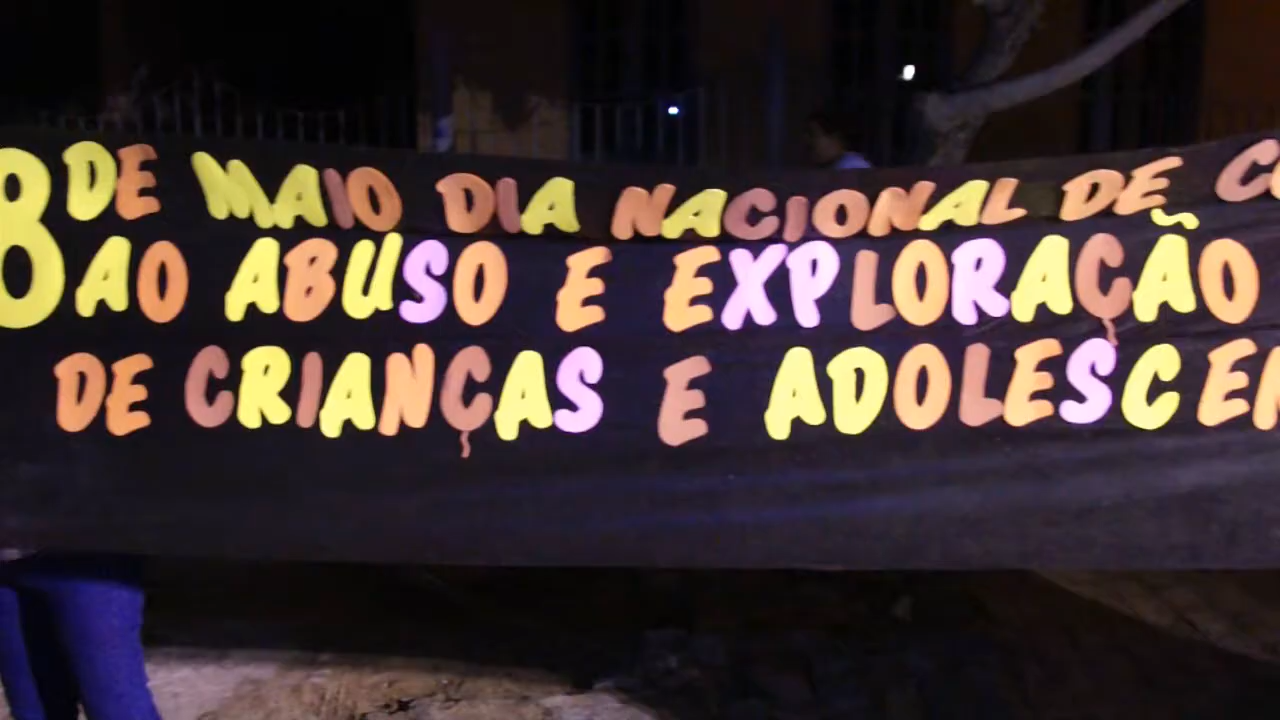 8 DE MAIO DIA NACIONAL DE C
AO ABUSO E EXPLORAÇÃO
DE CRIANÇAS E ADOLESCEN